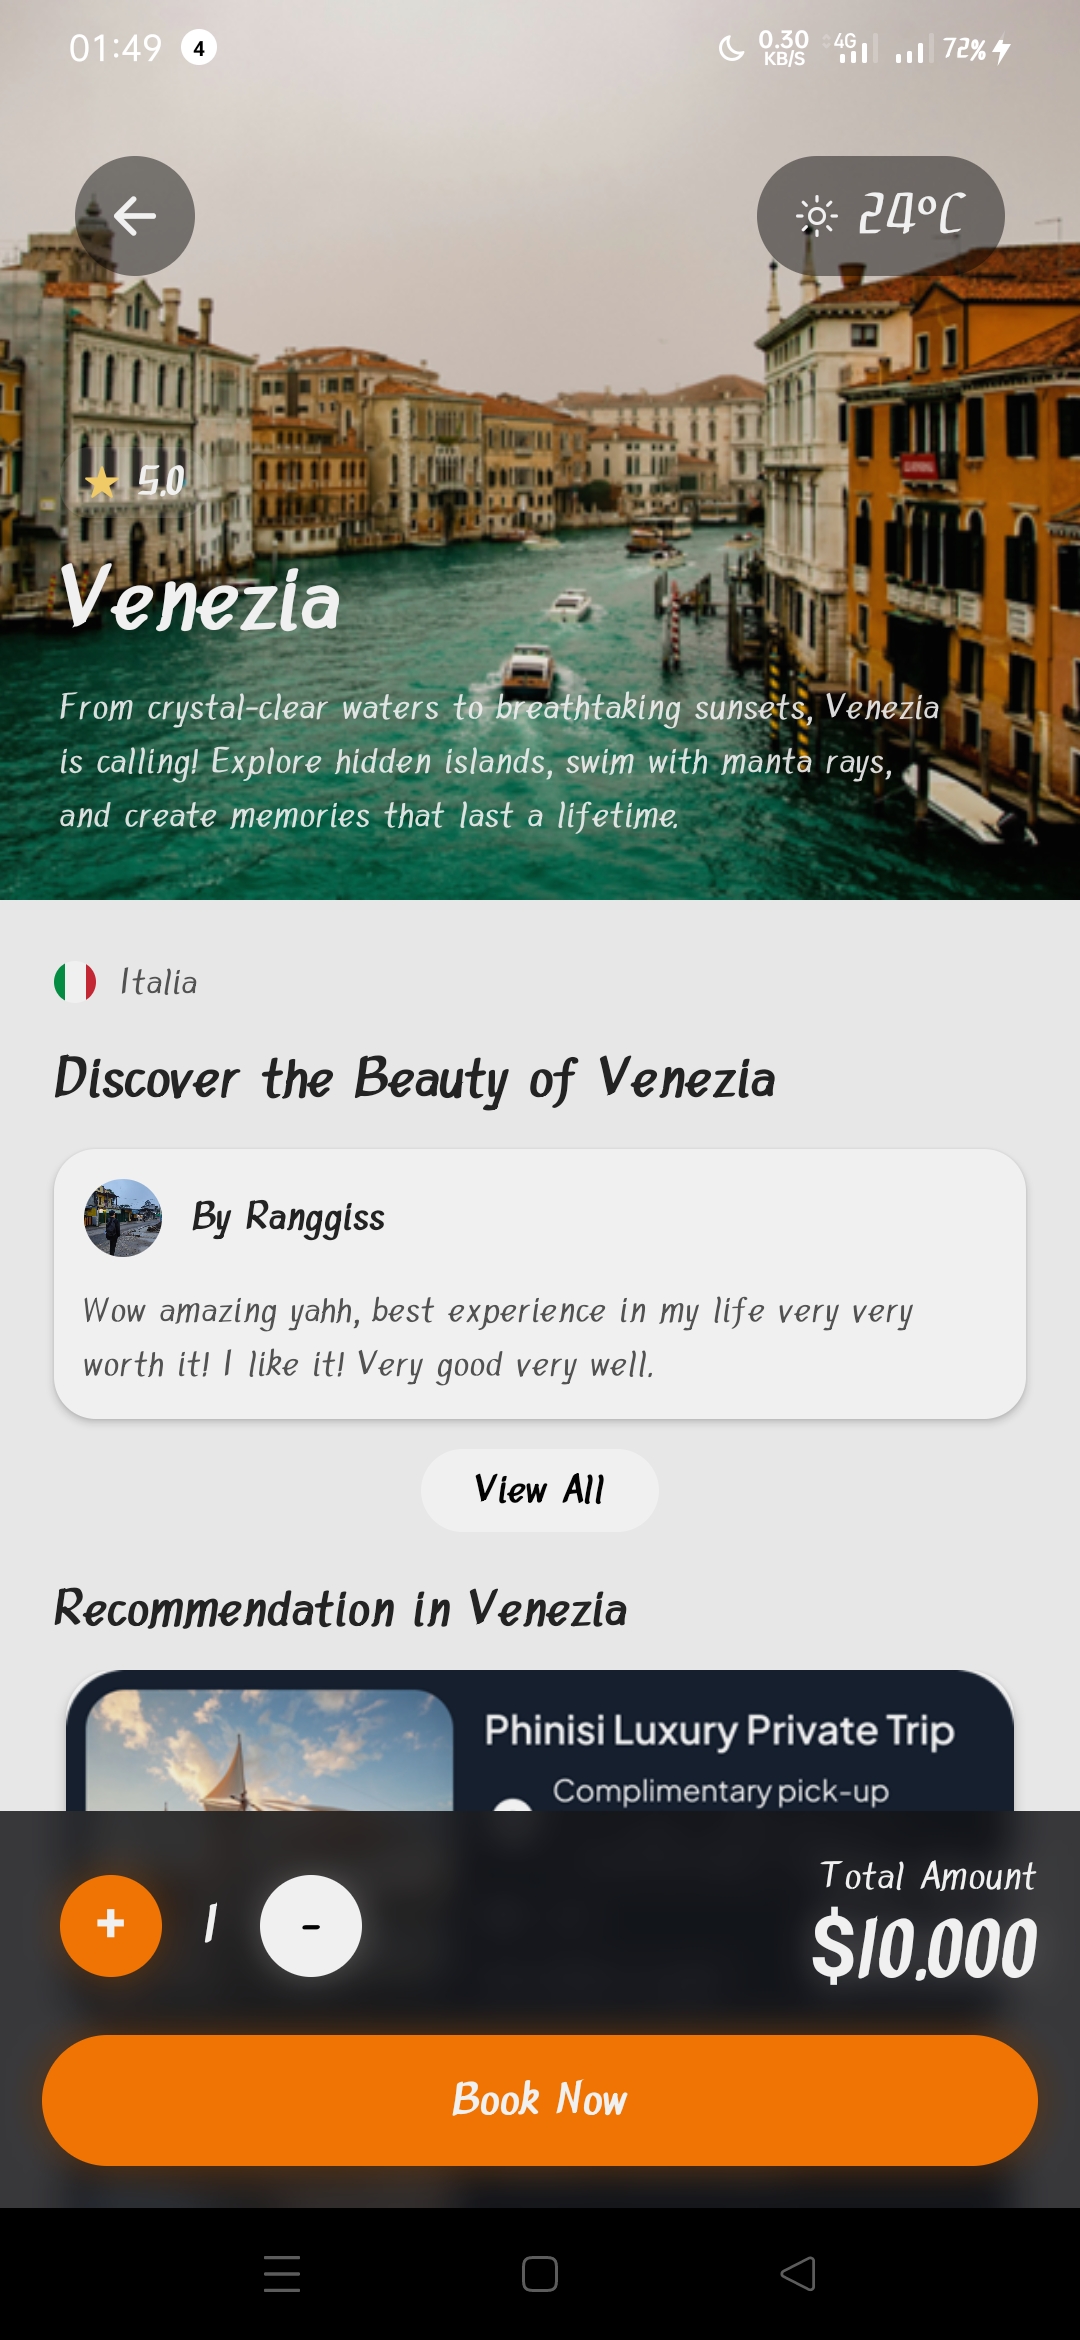 01:49 4 0.30 KB/S 4G 72%
24°C
5.0
Venezia
From crystal-clear waters to breathtaking sunsets, Venezia
is calling! Explore hidden islands, swim with manta rays,
and create memories that last a lifetime.
Italia
Discover the Beauty of Venezia
By Ranggiss
Wow amazing yahh, best experience in my life very very
worth it! I like it! Very good very well.
View All
Recommendation in Venezia
Phinisi Luxury Private Trip
Complimentary pick-up
+ 1 -
Total Amount
$10.000
Book Now